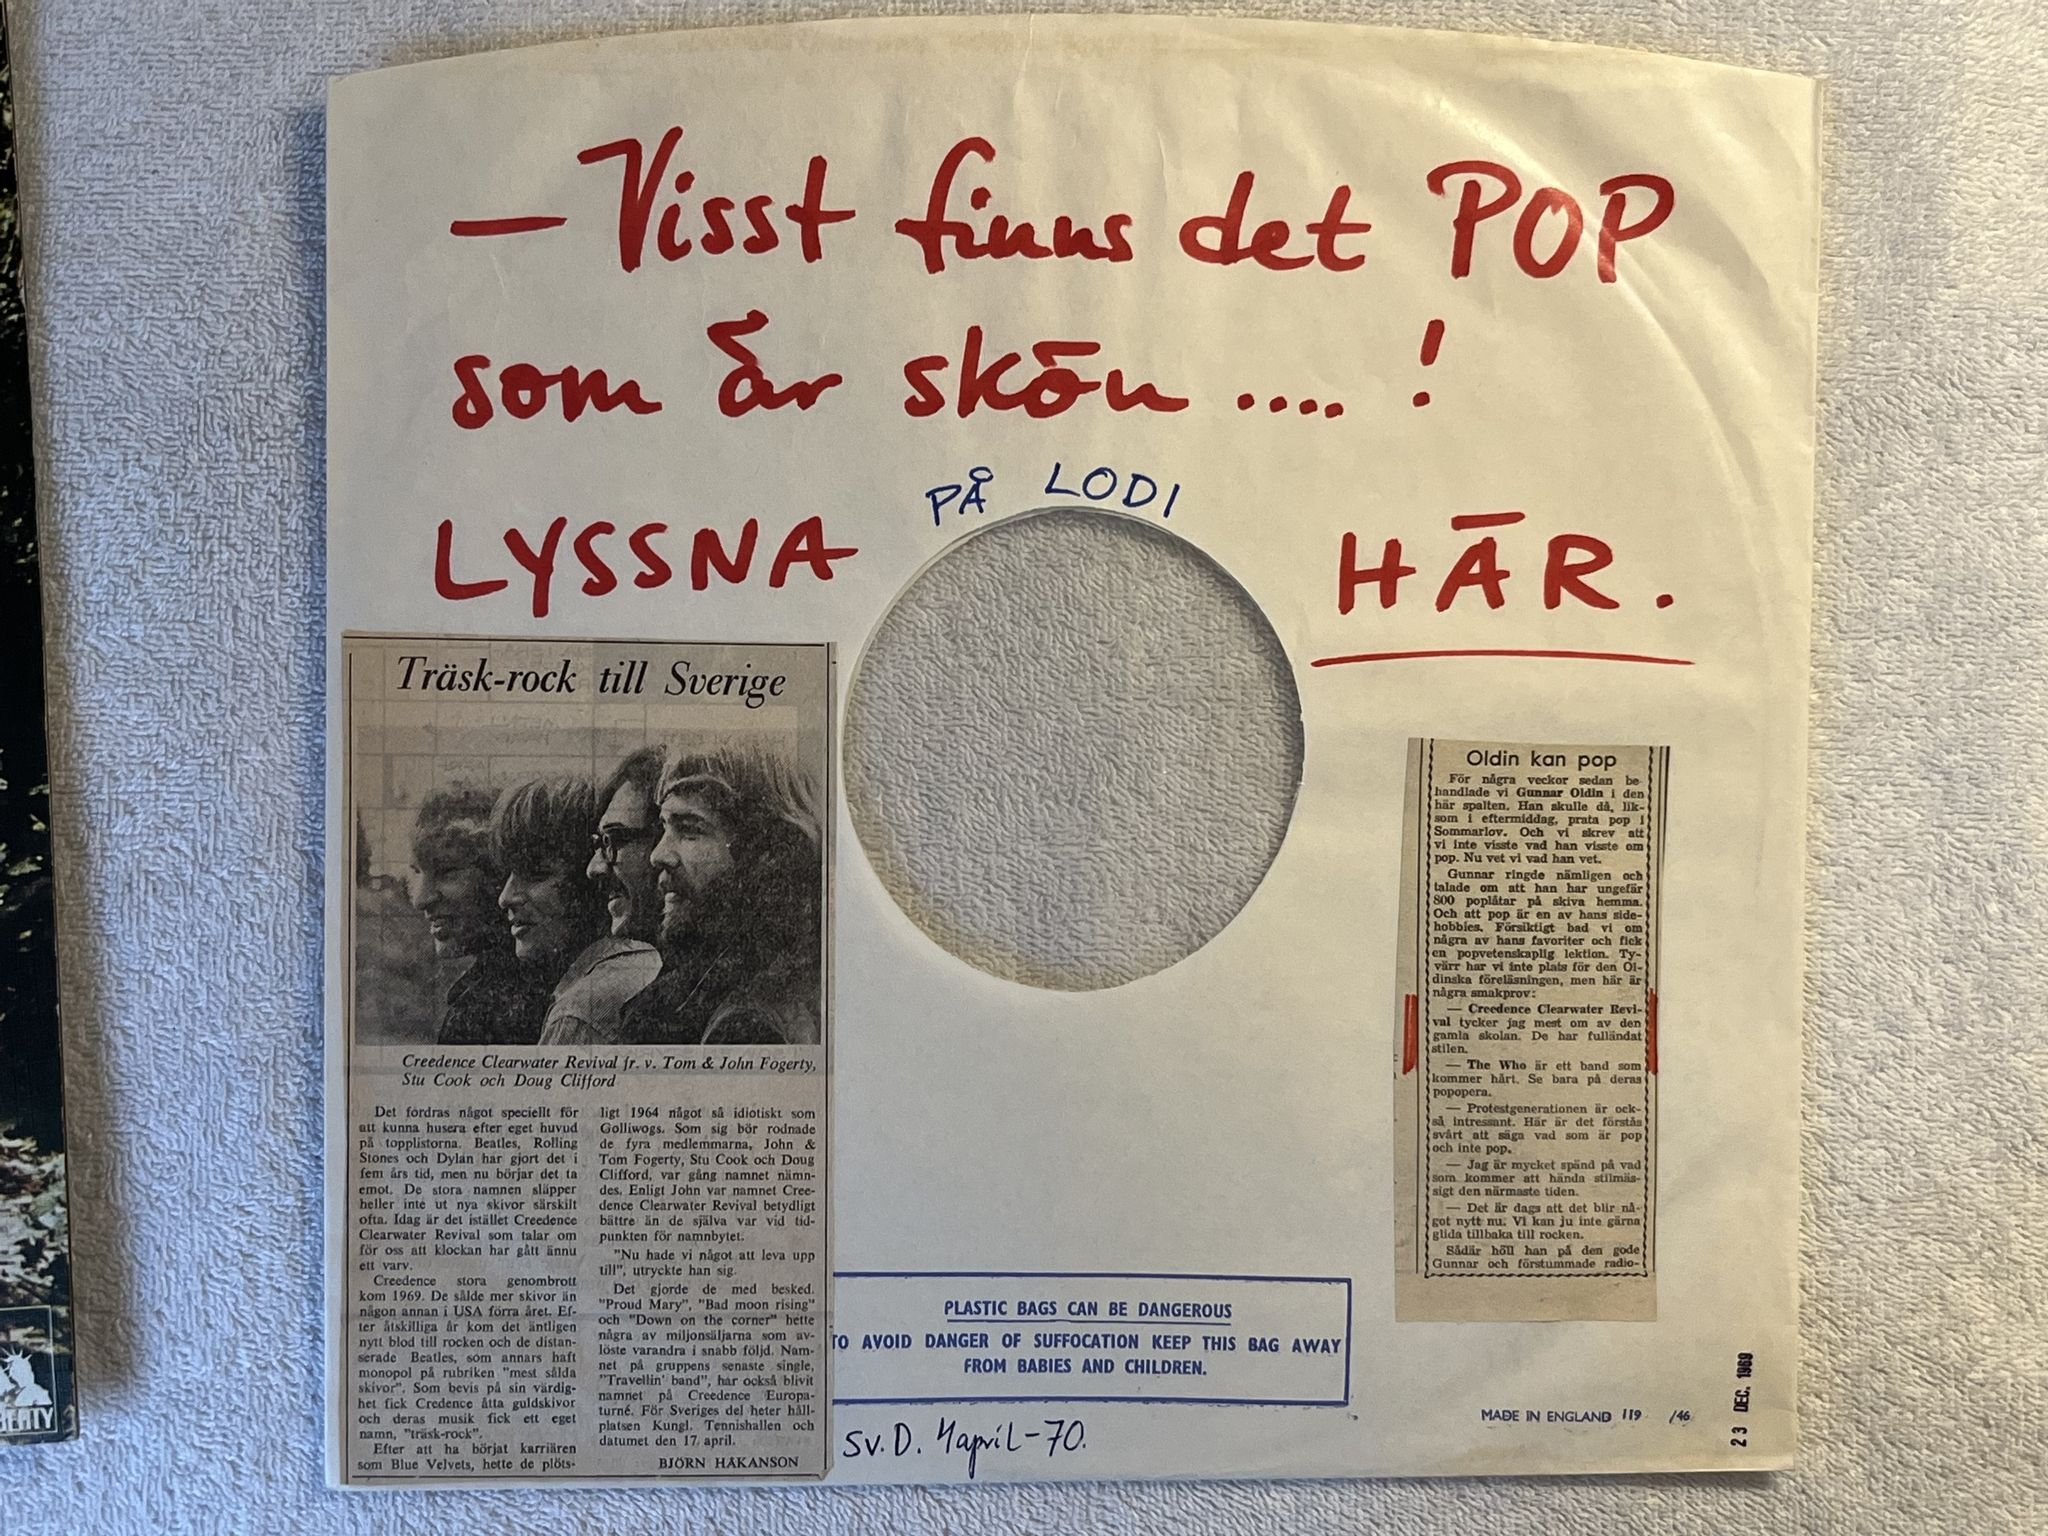 — Visst finns det POP
som är skön .... !
PÅ LODI
LYSSNA HÄR.
Träsk-rock till Sverige
Creedence Clearwater Revival fr. v. Tom & John Fogerty,
Stu Cook och Doug Clifford
Det fordras något speciellt för
att kunna husera efter eget huvud
på topplistorna. Beatles, Rolling
Stones och Dylan har gjort det i
fem års tid, men nu börjar det ta
emot. De stora namnen släpper
heller inte ut nya skivor särskilt
ofta. Idag är det istället Creedence
Clearwater Revival som talar om
för oss att klockan har gått ännu
ett varv.
Creedence stora genombrott
kom 1969. De sålde mer skivor än
någon annan i USA förra året. Ef-
ter åtskilliga år kom det äntligen
nytt blod till rocken och de distan-
serade Beatles, som annars haft
monopol på rubriken "mest sålda
skivor". Som bevis på sin värdig-
het fick Credence åtta guldskivor
och deras musik fick ett eget
namn, "träsk-rock".
Efter att ha börjat karriären
som Blue Velvets, hette de plöts-
ligt 1964 något så idiotiskt som
Golliwogs. Som sig bör rodnade
de fyra medlemmarna, John &
Tom Fogerty, Stu Cook och Doug
Clifford, var gång namnet nämn-
des. Enligt John var namnet Cree-
dence Clearwater Revival betydligt
bättre än de själva var vid tid-
punkten för namnbytet.
"Nu hade vi något att leva upp
till", utryckte han sig.
Det gjorde de med besked.
"Proud Mary", "Bad moon rising"
och "Down on the corner" hette
några av miljonsäljarna som av-
löste varandra i snabb följd. Nam-
net på gruppens senaste single,
"Travellin' band", har också blivit
namnet på Creedence Europa-
turné. För Sveriges del heter håll-
platsen Kungl. Tennishallen och
datumet den 17 april.
BJÖRN HÅKANSON
Oldin kan pop
För några veckor sedan be-
handlade vi Gunnar Oldin i den
här spalten. Han skulle då, lik-
som i eftermiddag, prata pop i
Sommarlov. Och vi skrev att
vi inte visste vad han visste om
pop. Nu vet vi vad han vet.
Gunnar ringde nämligen och
talade om att han har ungefär
800 poplåtar på skiva hemma.
Och att pop är en av hans side-
hobbies. Försiktigt bad vi om
några av hans favoriter och fick
en popvetenskaplig lektion. Ty-
värr har vi inte plats för den Ol-
dinska föreläsningen, men här är
några smakprov:
— Creedence Clearwater Revi-
val tycker jag mest om av den
gamla skolan. De har fulländat
stilen.
— The Who är ett band som
kommer hårt. Se bara på deras
popopera.
— Protestgenerationen är ock-
så intressant. Här är det förstås
svårt att säga vad som är pop
och inte pop.
— Jag är mycket spänd på vad
som kommer att hända stilmäs-
sigt den närmaste tiden.
— Det är dags att det blir nå-
got nytt nu. Vi kan ju inte gärna
glida tillbaka till rocken.
Sådär höll han på den gode
Gunnar och förstummade radio-
PLASTIC BAGS CAN BE DANGEROUS
TO AVOID DANGER OF SUFFOCATION KEEP THIS BAG AWAY
FROM BABIES AND CHILDREN.
Sv.D. 4 april -70.
MADE IN ENGLAND 119 /46
23 DEC. 1969